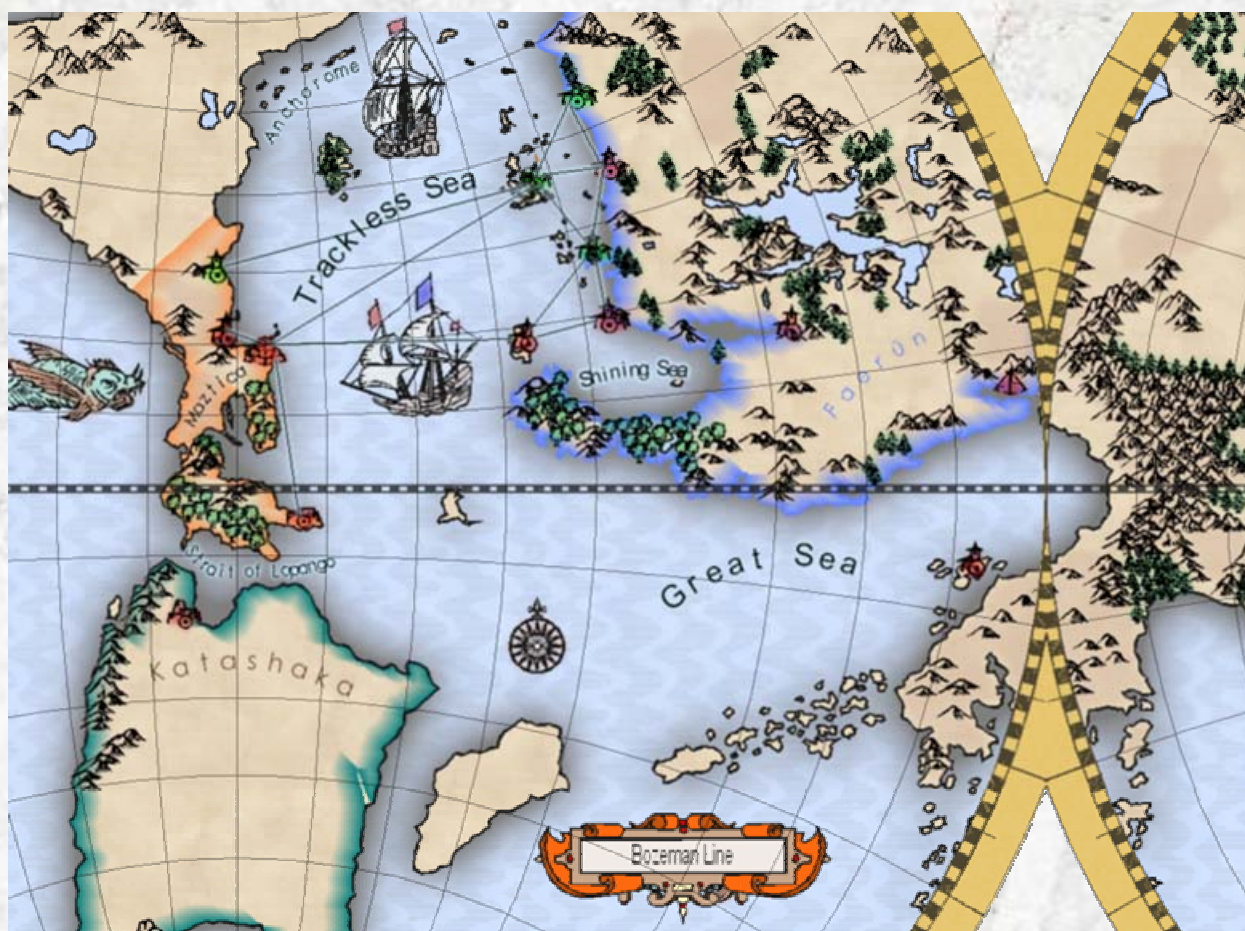 Anchorome
Trackless Sea
Maztica
Shining Sea
Faerûn
Strait of Lopango
Great Sea
Katashaka
Bozeman Line